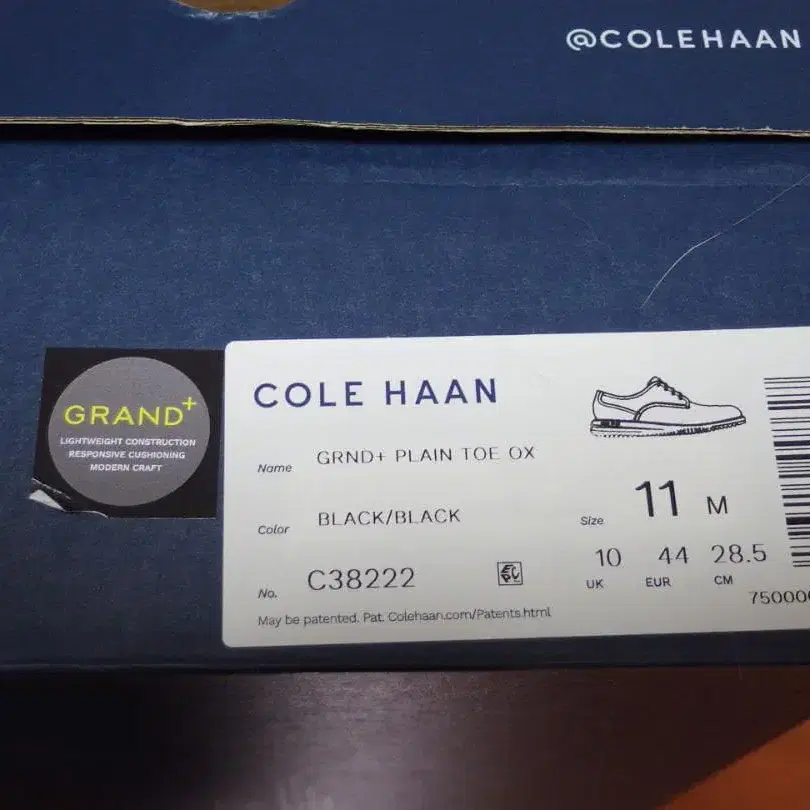 @COLEHAAN
GRAND+
LIGHTWEIGHT CONSTRUCTION
RESPONSIVE CUSHIONING
MODERN CRAFT
COLE HAAN
Name GRND+ PLAIN TOE OX
Color BLACK/BLACK
Size 11 M
10 44 28.5
UK EUR CM
No. C38222
May be patented. Pat. Colehaan.com/Patents.html